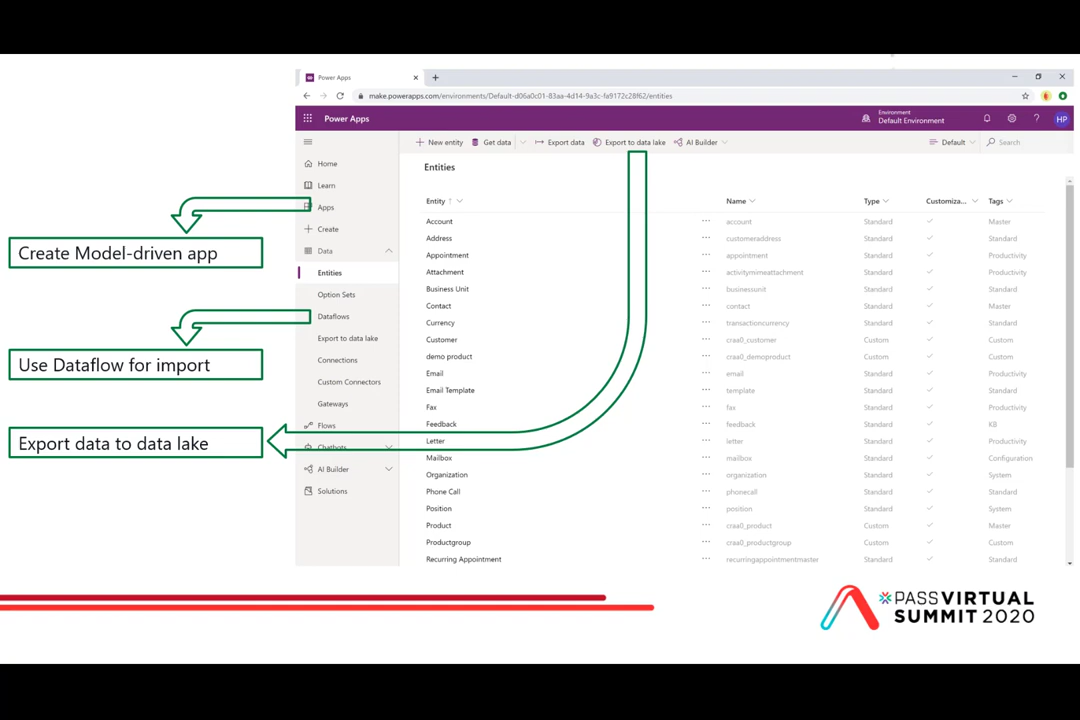 Power Apps
make.powerapps.com/environments/Default-d06a0c01-83aa-4d14-9a3c-fa9172c28f62/entities
Power Apps
Environment
Default Environment
?
HP
New entity Get data Export data Export to data lake AI Builder Default Search
Home
Learn
Apps
Create
Data
Entities
Option Sets
Dataflows
Export to data lake
Connections
Custom Connectors
Gateways
Flows
Chatbots
AI Builder
Solutions
Create Model-driven app
Use Dataflow for import
Export data to data lake
Entities
Entity ↑ Name Type Customiza... Tags
Account ... account Standard Master
Address ... customeraddress Standard Standard
Appointment ... appointment Standard Productivity
Attachment ... activitymimeattachment Standard Productivity
Business Unit ... businessunit Standard Standard
Contact ... contact Standard Master
Currency ... transactioncurrency Standard Standard
Customer ... craa0_customer Custom Custom
demo product ... craa0_demoproduct Custom Custom
Email ... email Standard Productivity
Email Template ... template Standard Standard
Fax ... fax Standard Productivity
Feedback ... feedback Standard KB
Letter ... letter Standard Productivity
Mailbox ... mailbox Standard Configuration
Organization ... organization Standard System
Phone Call ... phonecall Standard Standard
Position ... position Standard System
Product ... craa0_product Custom Master
Productgroup ... craa0_productgroup Custom Custom
Recurring Appointment ... recurringappointmentmaster Standard Standard
PASS VIRTUAL
SUMMIT 2020